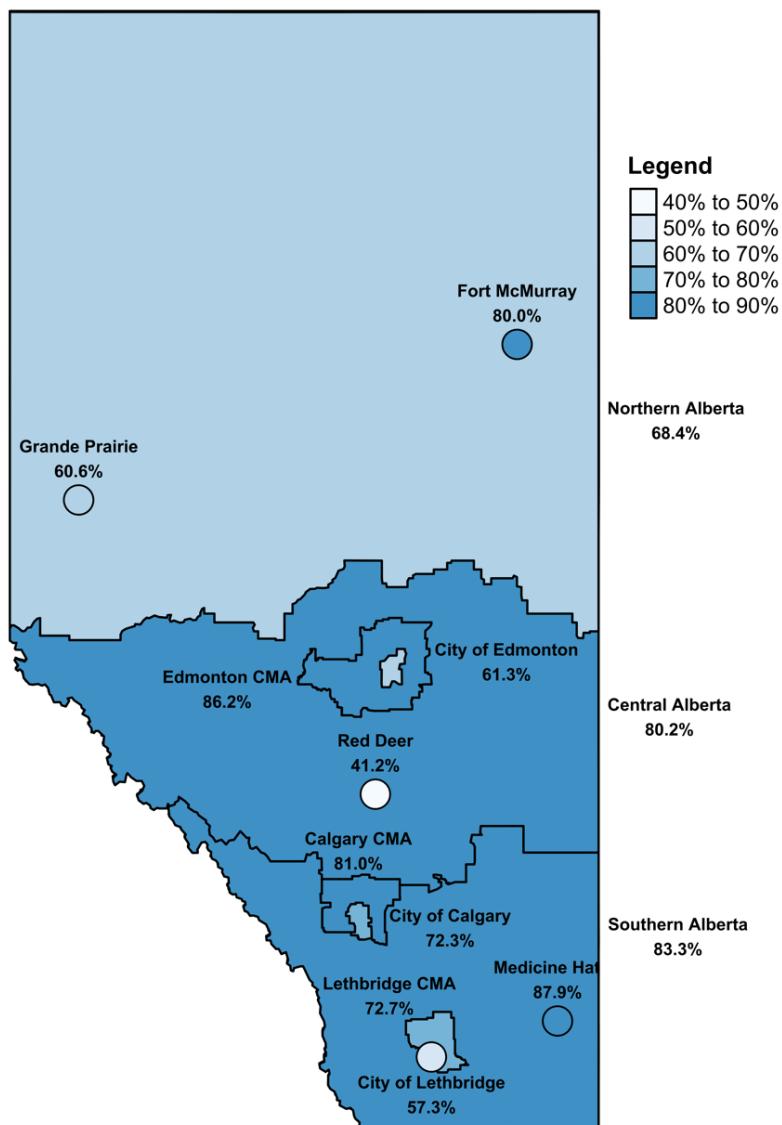 Legend
40% to 50%
50% to 60%
60% to 70%
70% to 80%
80% to 90%
Fort McMurray
80.0%
Northern Alberta
68.4%
Grande Prairie
60.6%
City of Edmonton
61.3%
Edmonton CMA
86.2%
Central Alberta
80.2%
Red Deer
41.2%
Calgary CMA
81.0%
City of Calgary
72.3%
Southern Alberta
83.3%
Medicine Hat
87.9%
Lethbridge CMA
72.7%
City of Lethbridge
57.3%